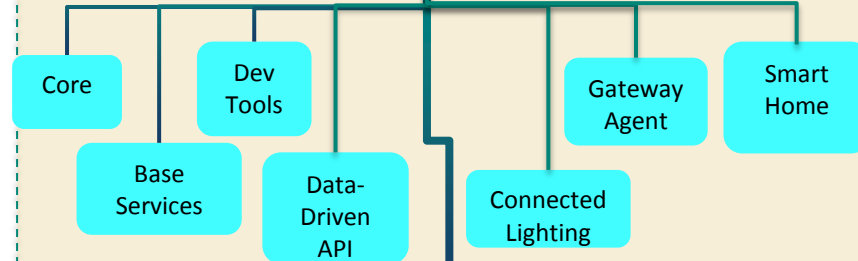 Core
Base
Services
Dev
Tools
Data-
Driven
API
Connected
Lighting
Gateway
Agent
Smart
Home